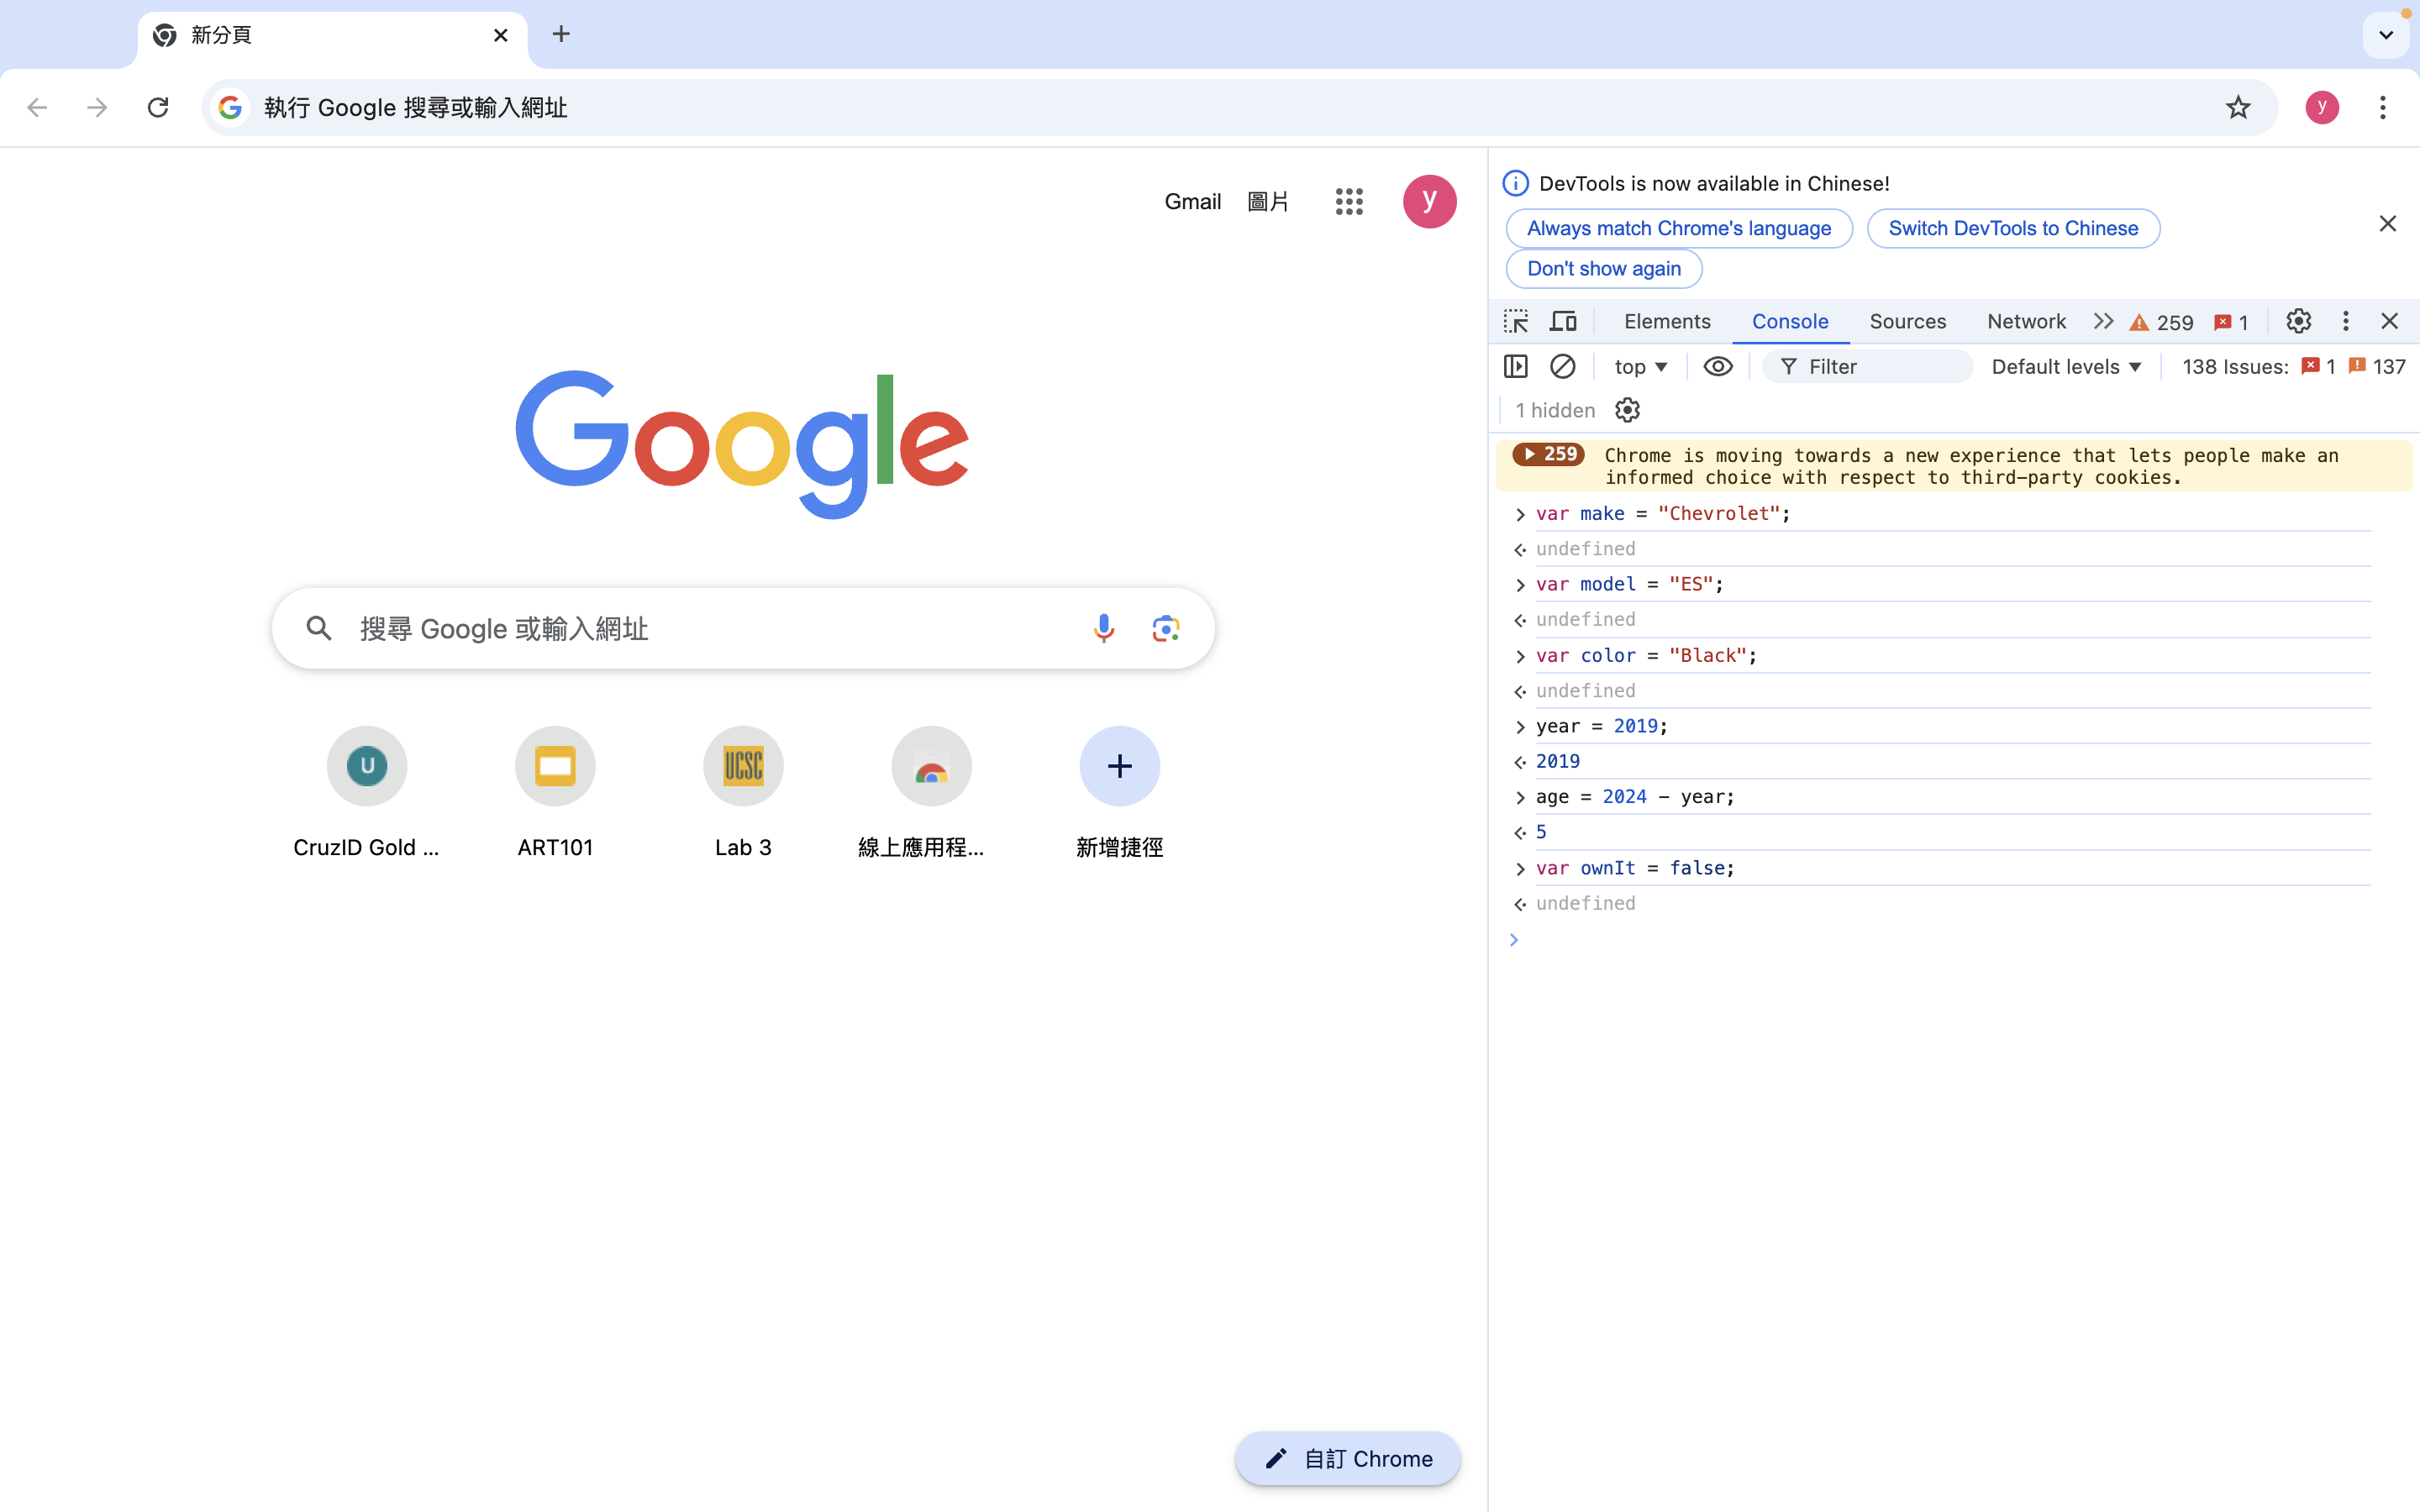 新分頁
執行 Google 搜尋或輸入網址
y
Gmail 圖片
y
Google
搜尋 Google 或輸入網址
U
UCSC
CruzID Gold ...
ART101
Lab 3
線上應用程...
新增捷徑
自訂 Chrome
DevTools is now available in Chinese!
Always match Chrome's language
Switch DevTools to Chinese
Don't show again
Elements Console Sources Network 259 1
top Filter Default levels 138 Issues: 1 137
1 hidden
259 Chrome is moving towards a new experience that lets people make an
informed choice with respect to third-party cookies.
> var make = "Chevrolet";
undefined
> var model = "ES";
undefined
> var color = "Black";
undefined
> year = 2019;
2019
> age = 2024 - year;
5
> var ownIt = false;
undefined
>